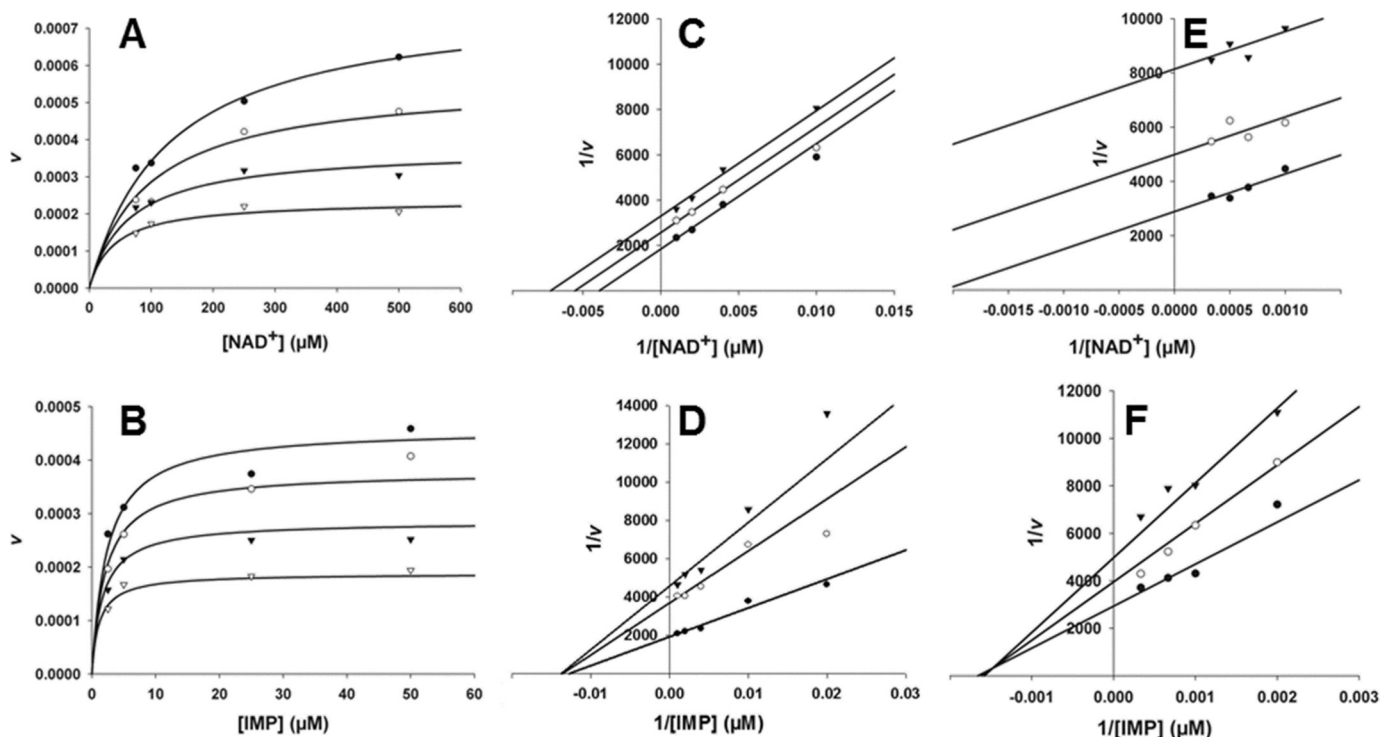 A
0.0007
0.0006
0.0005
0.0004
0.0003
0.0002
0.0001
0.0000
v
0 100 200 300 400 500 600
[NAD+] (µM)
C
12000
10000
8000
6000
4000
2000
1/v
-0.005 0.000 0.005 0.010 0.015
1/[NAD+] (µM)
E
10000
8000
6000
4000
2000
1/v
-0.0015 -0.0010 -0.0005 0.0000 0.0005 0.0010
1/[NAD+] (µM)
B
0.0005
0.0004
0.0003
0.0002
0.0001
0.0000
v
0 10 20 30 40 50 60
[IMP] (µM)
D
14000
12000
10000
8000
6000
4000
2000
1/v
-0.01 0.00 0.01 0.02 0.03
1/[IMP] (µM)
F
12000
10000
8000
6000
4000
2000
1/v
-0.001 0.000 0.001 0.002 0.003
1/[IMP] (µM)